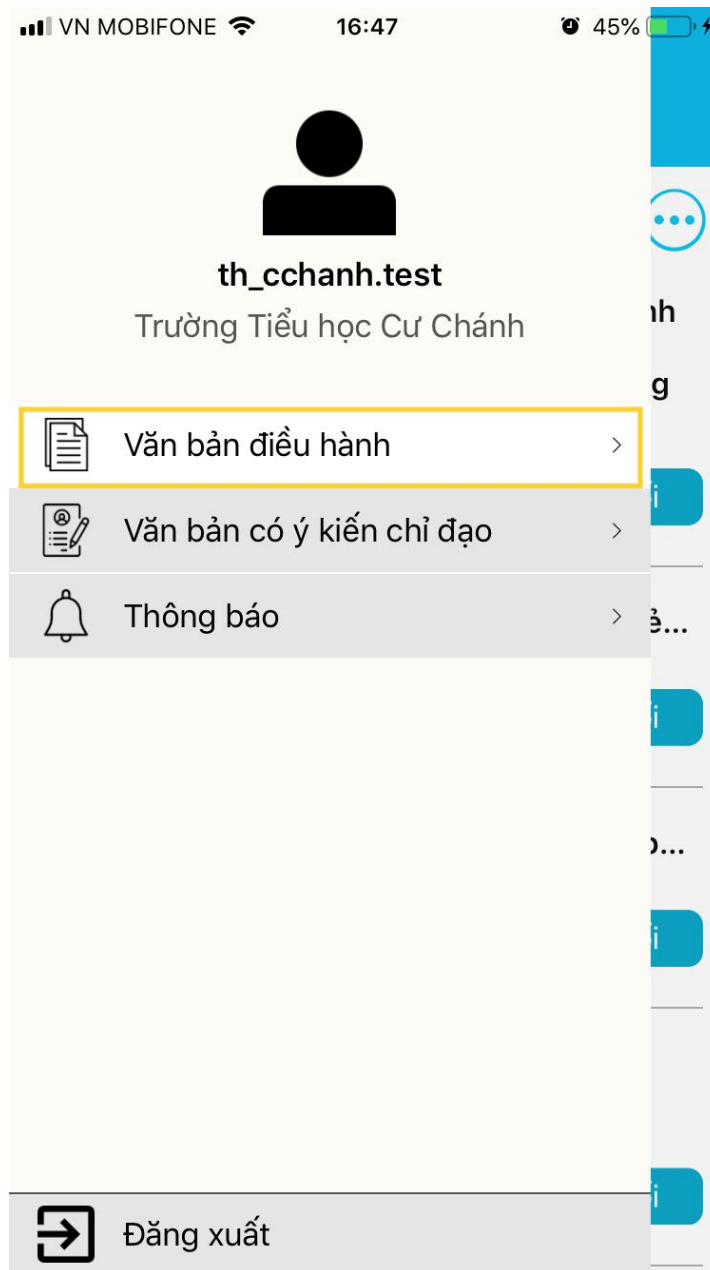 VN MOBIFONE 16:47 45%
th_cchanh.test
Trường Tiểu học Cư Chánh
Văn bản điều hành
Văn bản có ý kiến chỉ đạo
Thông báo
Đăng xuất